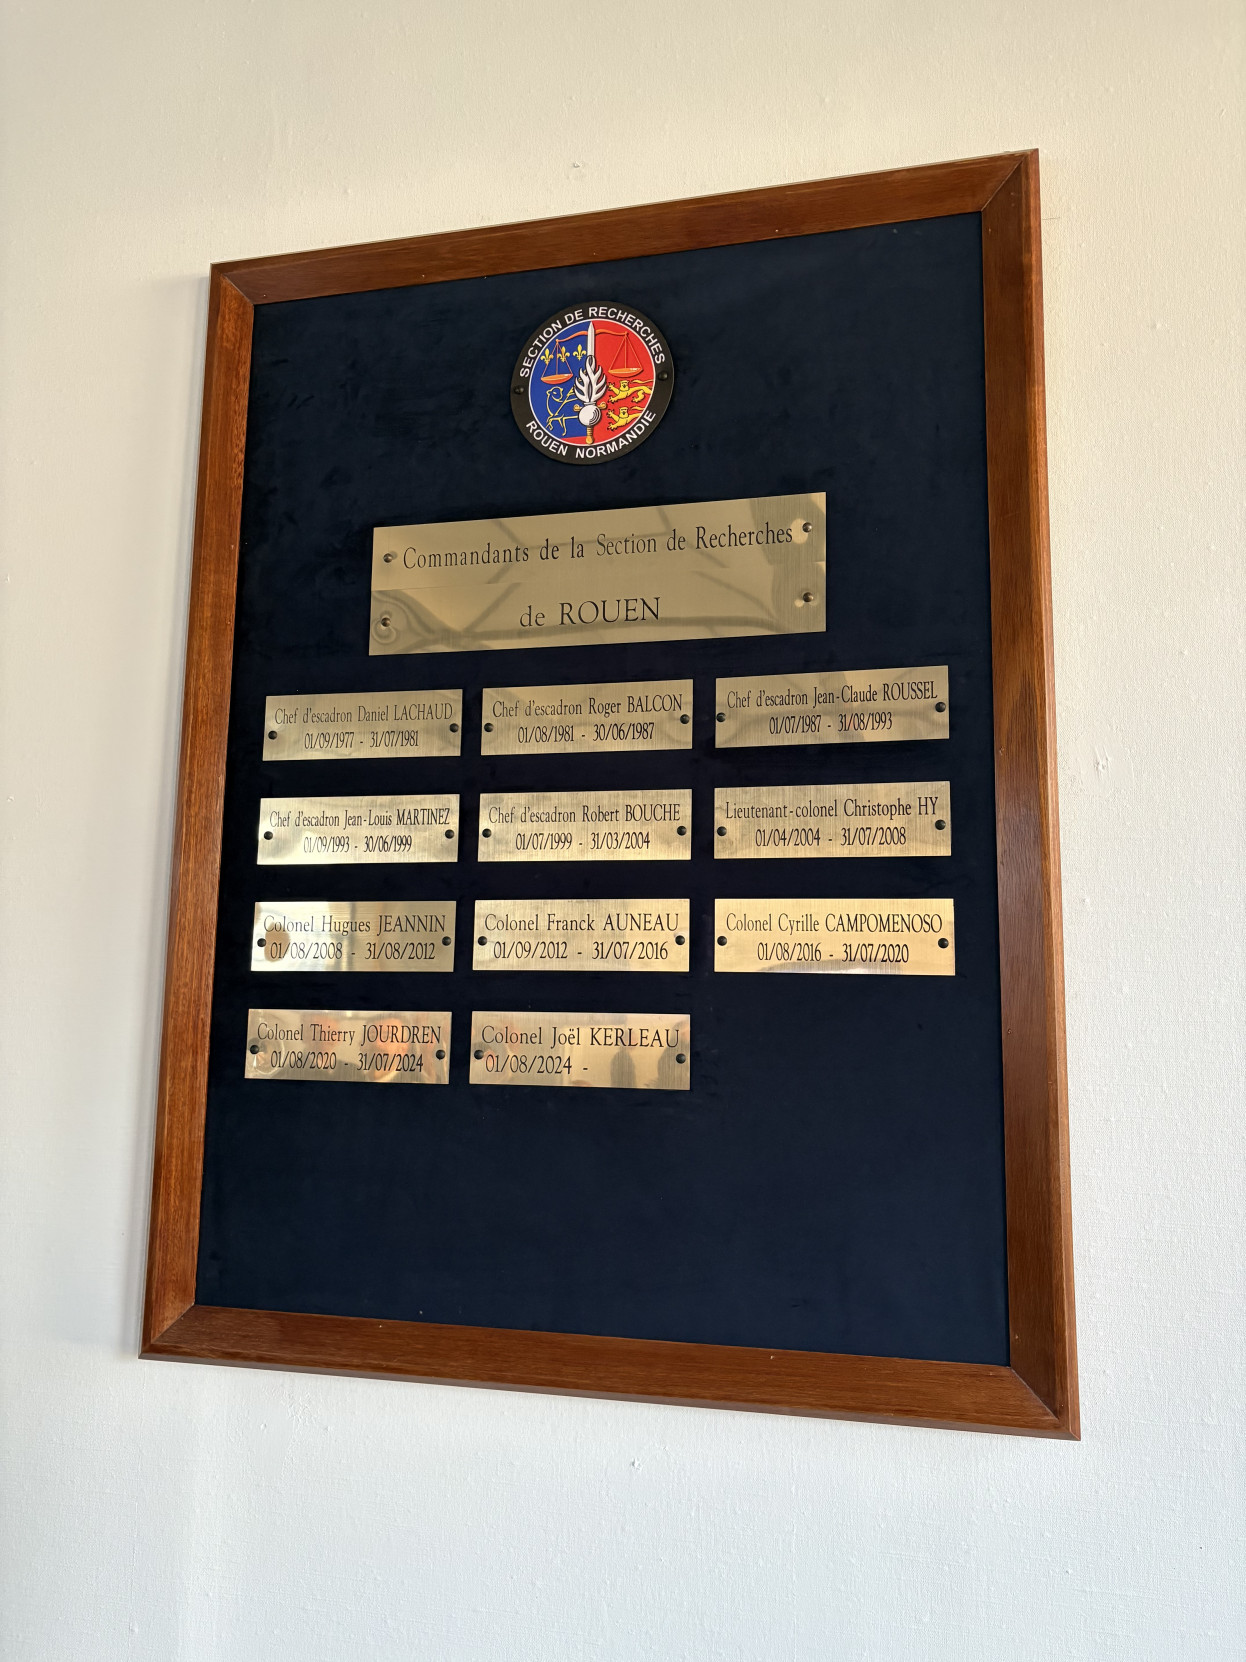 SECTION DE RECHERCHES
ROUEN NORMANDIE
Commandants de la Section de Recherches
de ROUEN
Chef d'escadron Daniel LACHAUD
01/09/1977 - 31/07/1981
Chef d'escadron Roger BALCON
01/08/1981 - 30/06/1987
Chef d'escadron Jean-Claude ROUSSEL
01/07/1987 - 31/08/1993
Chef d'escadron Jean-Louis MARTINEZ
01/09/1993 - 30/06/1999
Chef d'escadron Robert BOUCHE
01/07/1999 - 31/03/2004
Lieutenant-colonel Christophe HY
01/04/2004 - 31/07/2008
Colonel Hugues JEANNIN
01/08/2008 - 31/08/2012
Colonel Franck AUNEAU
01/09/2012 - 31/07/2016
Colonel Cyrille CAMPOMENOSO
01/08/2016 - 31/07/2020
Colonel Thierry JOURDREN
01/08/2020 - 31/07/2024
Colonel Joël KERLEAU
01/08/2024 -